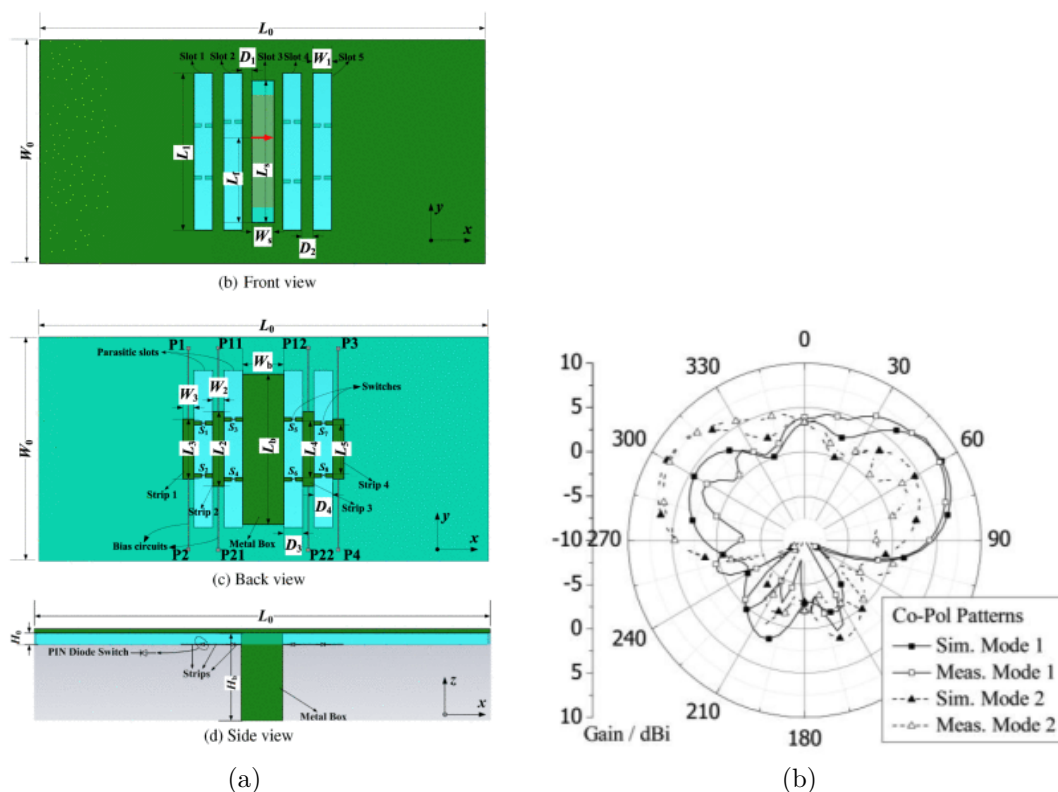 L0
Slot 1 Slot 2 D1 Slot 3 Slot 4 W1 Slot 5
W0
L1
Lf
Ls
Ws
D2
y
x
(b) Front view
L0
P1 P11 P12 P3
Parasitic slots
Wb
Switches
W3
W2
W0
L3
S1
L2
S3
Lb
S5
L4
S7
L5
S2
S4
S6
S8
Strip 1
Strip 2
Strip 4
Strip 3
D4
Bias circuits
Metal Box
D3
P2 P21 P22 P4
y
x
(c) Back view
L0
H0
PIN Diode Switch
Strips
Hb
Metal Box
z
x
(d) Side view
(a)
0
330 30
300 60
270 90
240
210
180
10
5
0
-5
-10
-5
0
5
10
Gain / dBi
Co-Pol Patterns
Sim. Mode 1
Meas. Mode 1
Sim. Mode 2
Meas. Mode 2
(b)